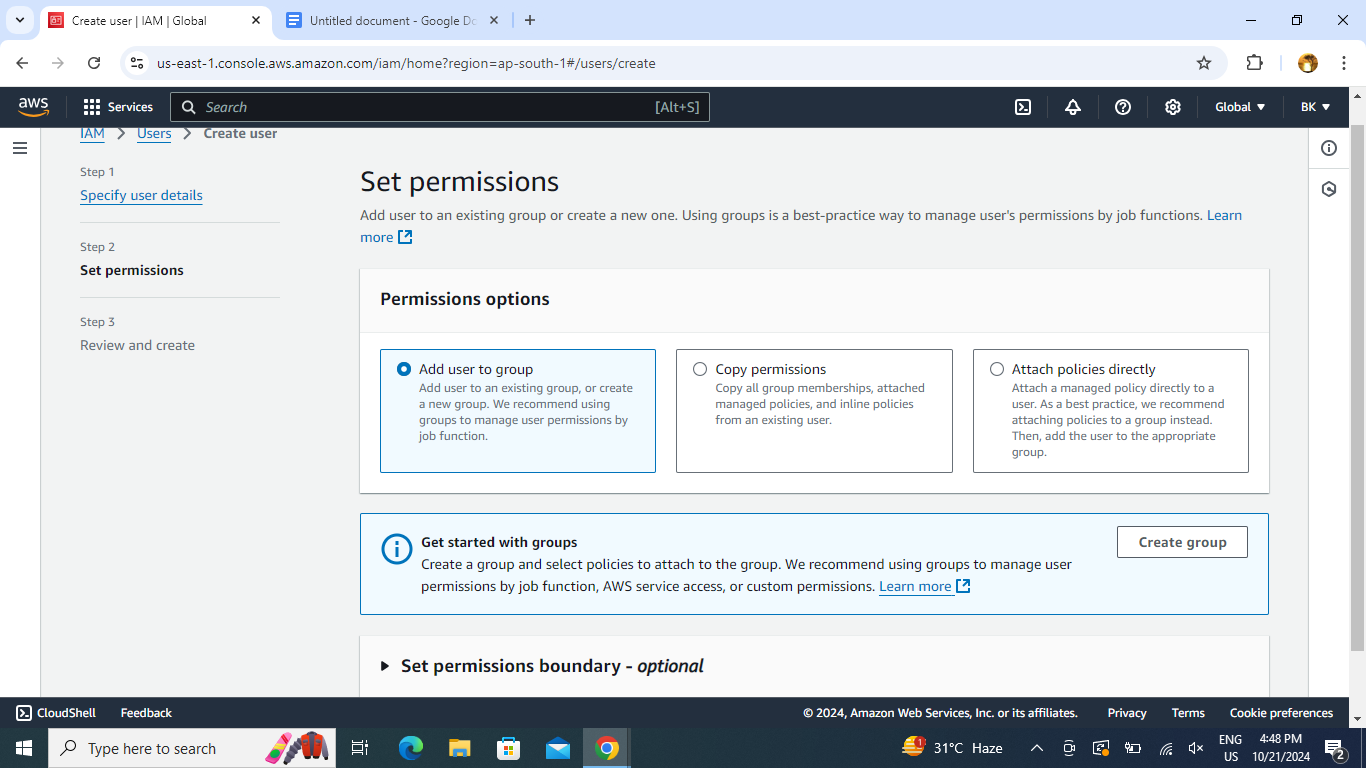 Create user | IAM | Global
Untitled document - Google Do
us-east-1.console.aws.amazon.com/iam/home?region=ap-south-1#/users/create
aws
Services
Search
[Alt+S]
Global
BK
IAM
Users
Create user
Step 1
Specify user details
Step 2
Set permissions
Step 3
Review and create
Set permissions
Add user to an existing group or create a new one. Using groups is a best-practice way to manage user's permissions by job functions. Learn
more
Permissions options
Add user to group
Add user to an existing group, or create
a new group. We recommend using
groups to manage user permissions by
job function.
Copy permissions
Copy all group memberships, attached
managed policies, and inline policies
from an existing user.
Attach policies directly
Attach a managed policy directly to a
user. As a best practice, we recommend
attaching policies to a group instead.
Then, add the user to the appropriate
group.
Get started with groups
Create a group and select policies to attach to the group. We recommend using groups to manage user
permissions by job function, AWS service access, or custom permissions. Learn more
Create group
Set permissions boundary - optional
CloudShell
Feedback
© 2024, Amazon Web Services, Inc. or its affiliates.
Privacy
Terms
Cookie preferences
Type here to search
1
31°C Haze
ENG
US
4:48 PM
10/21/2024
2